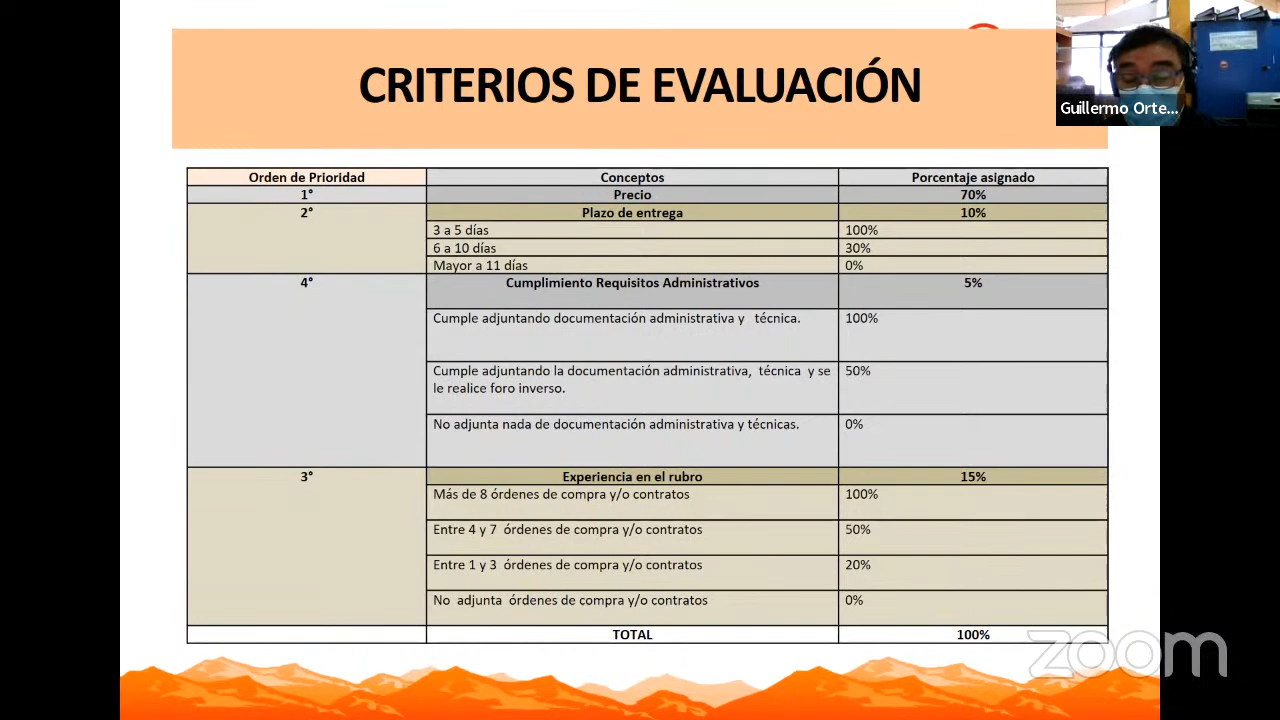 CRITERIOS DE EVALUACIÓN
Guillermo Orte...
Orden de Prioridad Conceptos Porcentaje asignado
1° Precio 70%
2° Plazo de entrega 10%
3 a 5 días 100%
6 a 10 días 30%
Mayor a 11 días 0%
4° Cumplimiento Requisitos Administrativos 5%
Cumple adjuntando documentación administrativa y técnica. 100%
Cumple adjuntando la documentación administrativa, técnica y se 50%
le realice foro inverso.
No adjunta nada de documentación administrativa y técnicas. 0%
3° Experiencia en el rubro 15%
Más de 8 órdenes de compra y/o contratos 100%
Entre 4 y 7 órdenes de compra y/o contratos 50%
Entre 1 y 3 órdenes de compra y/o contratos 20%
No adjunta órdenes de compra y/o contratos 0%
TOTAL 100%
zoom